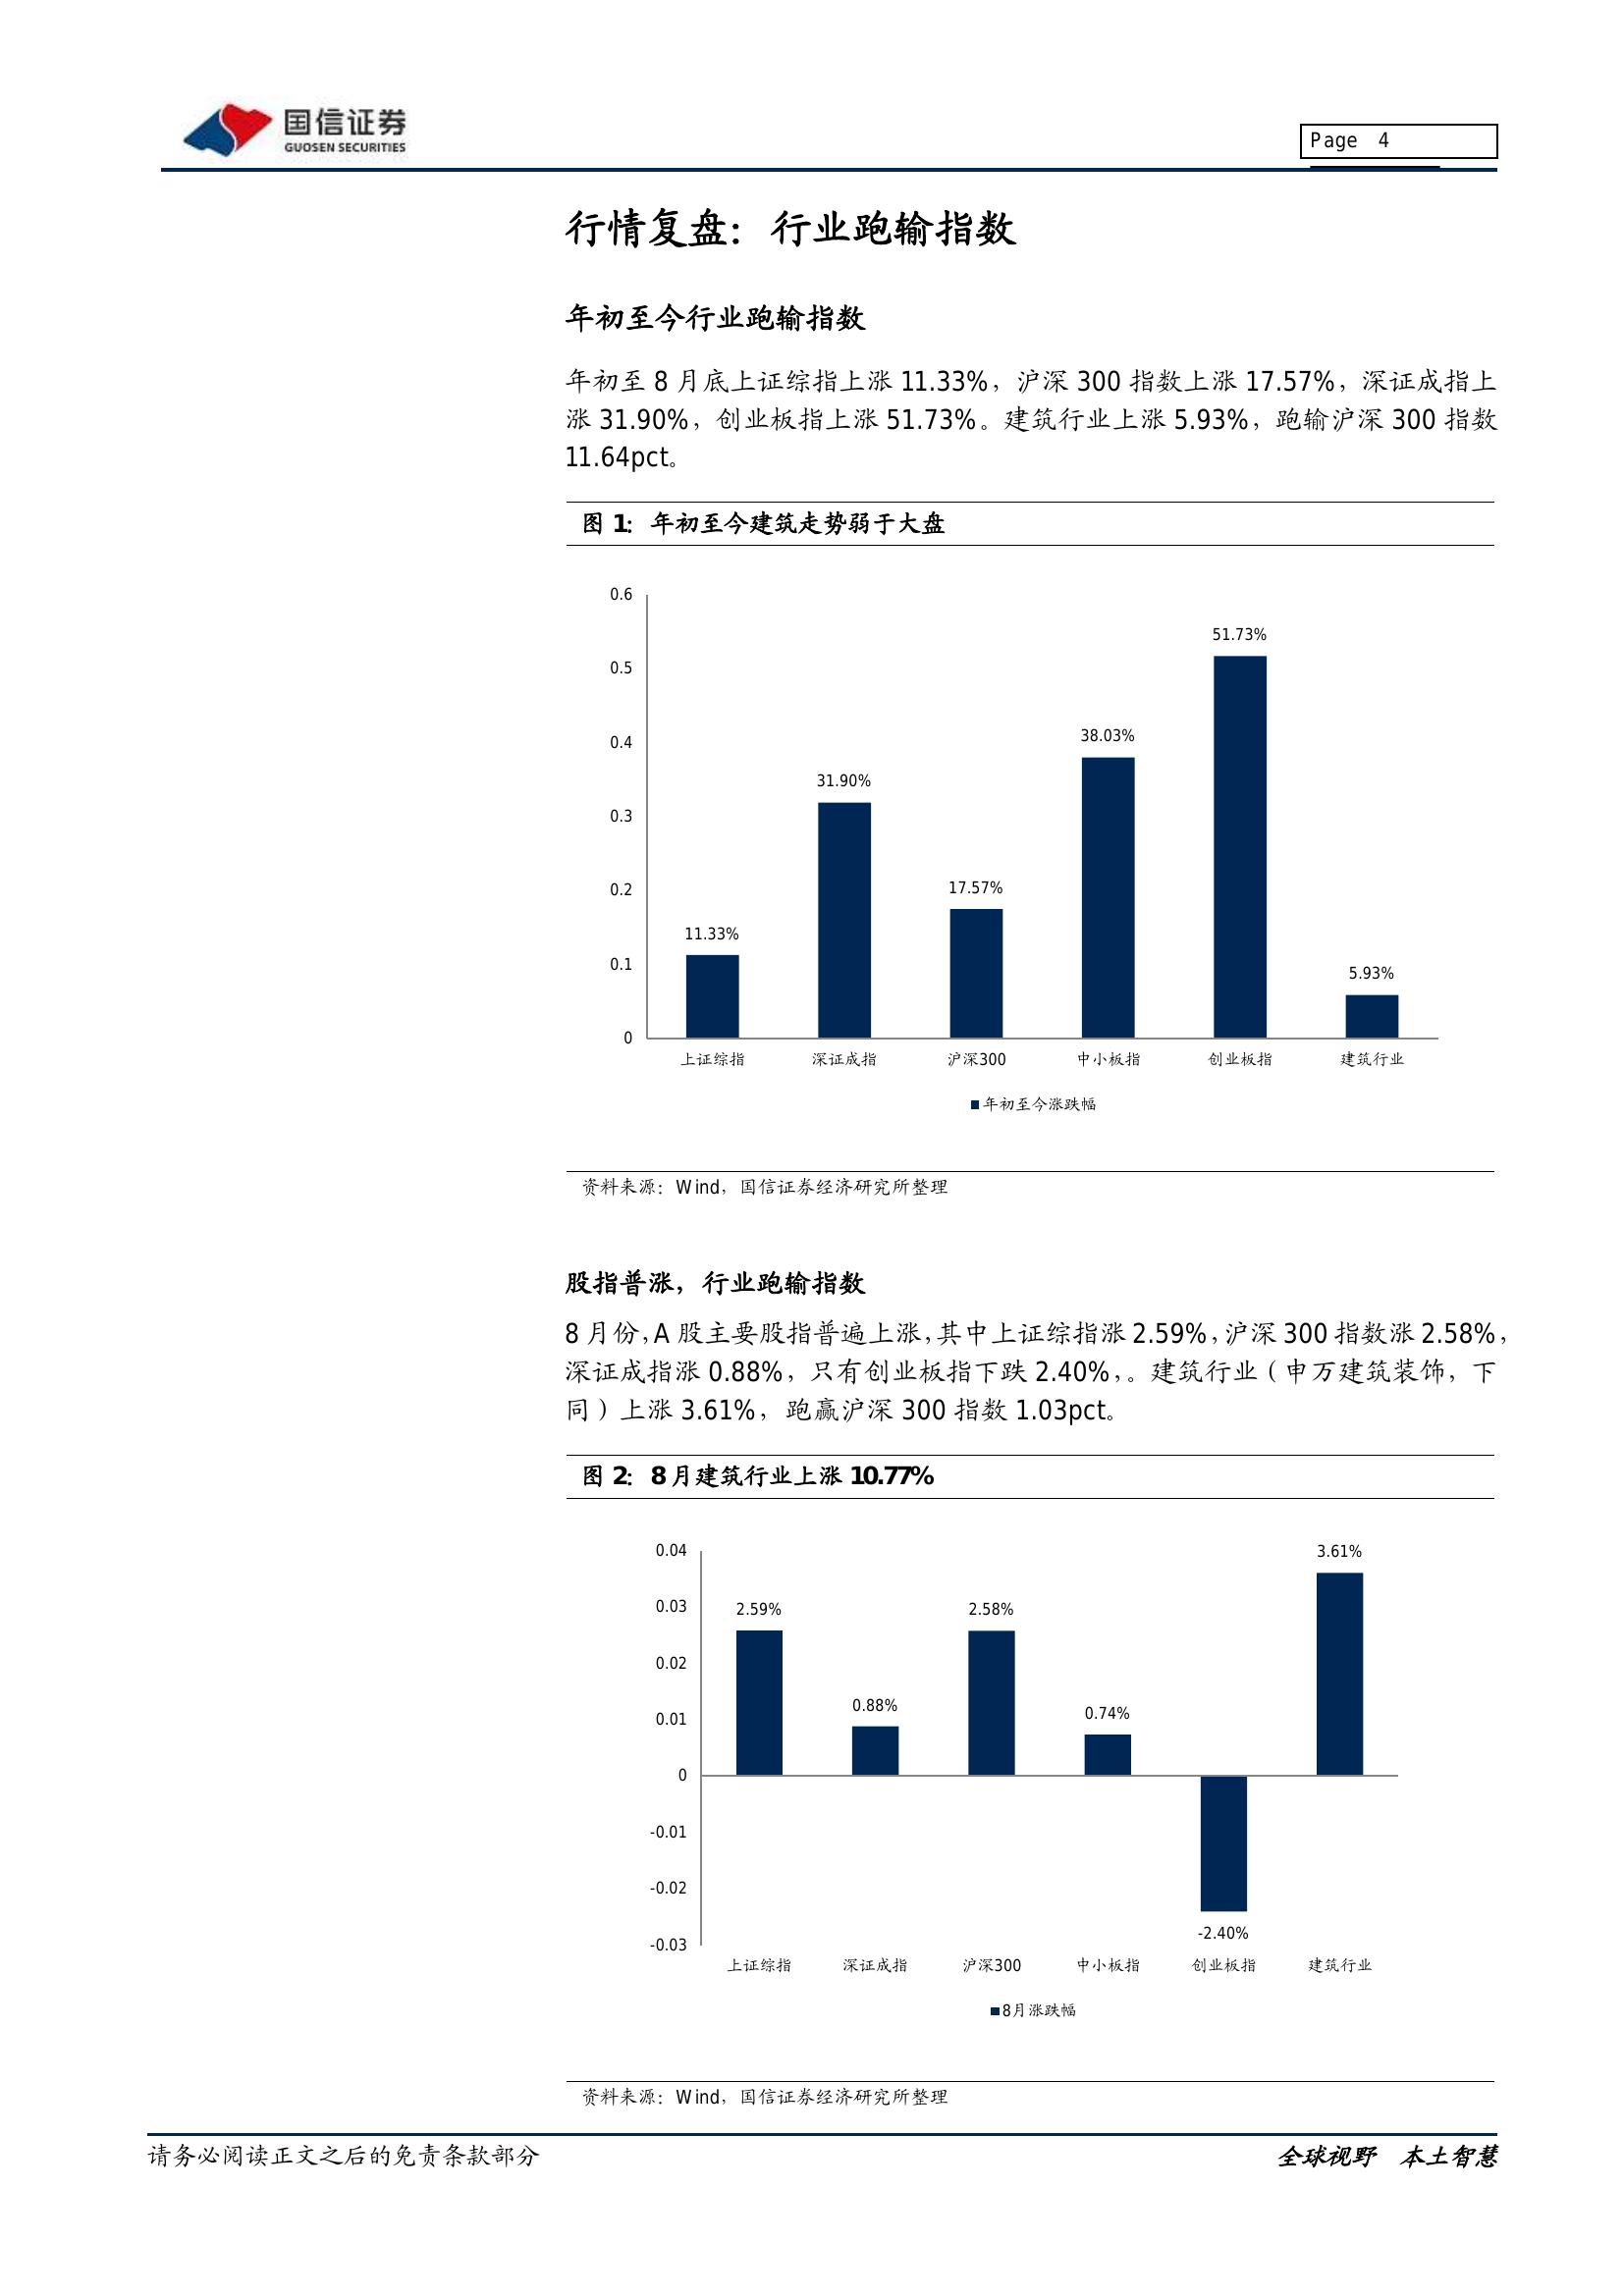 国信证券
GUOSEN SECURITIES
Page 4
行情复盘：行业跑输指数
年初至今行业跑输指数
年初至 8 月底上证综指上涨 11.33%，沪深 300 指数上涨 17.57%，深证成指上
涨 31.90%，创业板指上涨 51.73%。建筑行业上涨 5.93%，跑输沪深 300 指数
11.64pct。
图 1：年初至今建筑走势弱于大盘
0.6
0.5
0.4
0.3
0.2
0.1
0
11.33%
31.90%
17.57%
38.03%
51.73%
5.93%
上证综指 深证成指 沪深300 中小板指 创业板指 建筑行业
年初至今涨跌幅
资料来源：Wind，国信证券经济研究所整理
股指普涨，行业跑输指数
8 月份，A 股主要股指普遍上涨，其中上证综指涨 2.59%，沪深 300 指数涨 2.58%，
深证成指涨 0.88%，只有创业板指下跌 2.40%，。建筑行业（申万建筑装饰，下
同）上涨 3.61%，跑赢沪深 300 指数 1.03pct。
图 2：8 月建筑行业上涨 10.77%
0.04
0.03
0.02
0.01
0
-0.01
-0.02
-0.03
2.59%
0.88%
2.58%
0.74%
-2.40%
3.61%
上证综指 深证成指 沪深300 中小板指 创业板指 建筑行业
8月涨跌幅
资料来源：Wind，国信证券经济研究所整理
请务必阅读正文之后的免责条款部分
全球视野 本土智慧